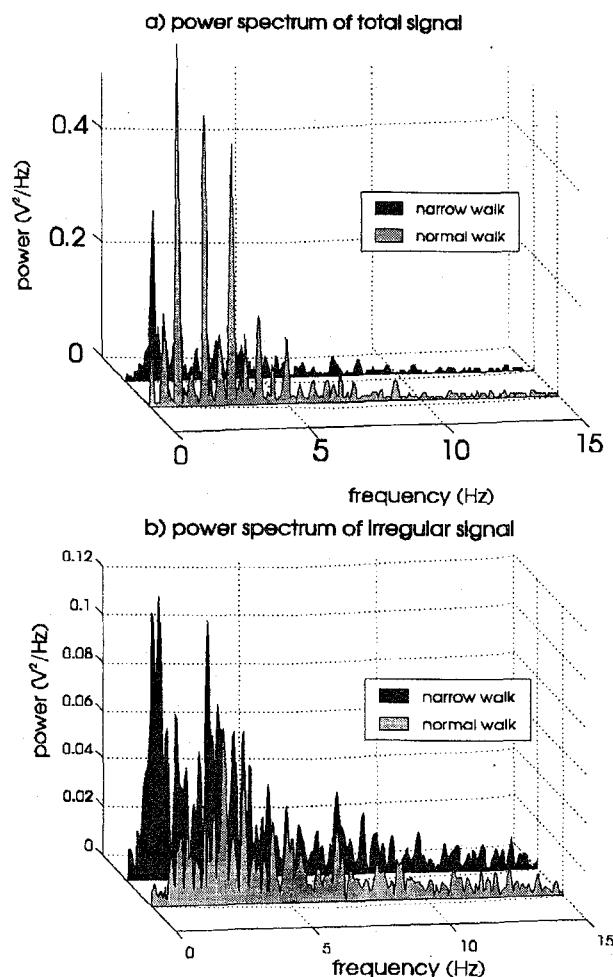 a) power spectrum of total signal
power (V²/Hz)
0.4
0.2
0
narrow walk
normal walk
0
5
10
15
frequency (Hz)
b) power spectrum of irregular signal
power (V²/Hz)
0.12
0.1
0.08
0.06
0.04
0.02
0
narrow walk
normal walk
0
5
10
15
frequency (Hz)